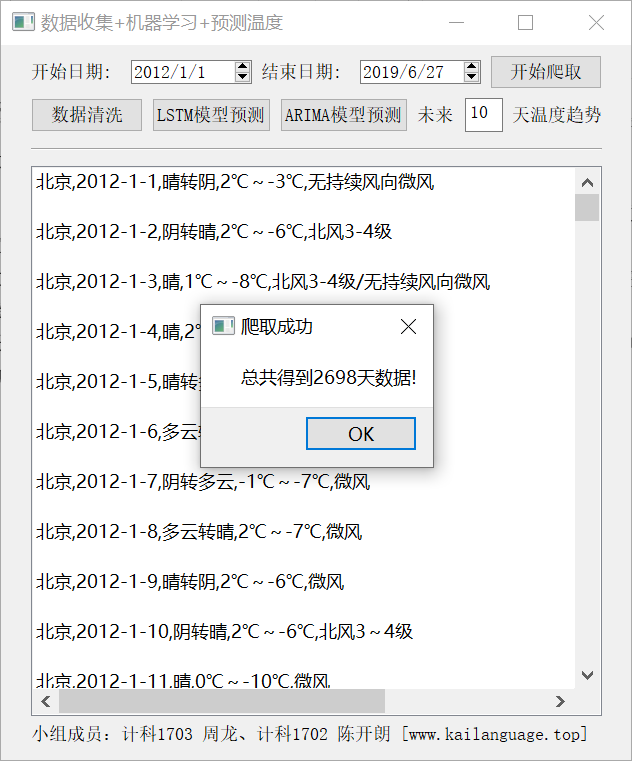 数据收集+机器学习+预测温度
开始日期: 2012/1/1 结束日期: 2019/6/27 开始爬取
数据清洗 LSTM模型预测 ARIMA模型预测 未来 10 天温度趋势
北京,2012-1-1,晴转阴,2℃～-3℃,无持续风向微风
北京,2012-1-2,阴转晴,2℃～-6℃,北风3-4级
北京,2012-1-3,晴,1℃～-8℃,北风3-4级/无持续风向微风
北京,2012-1-4,晴,2
北京,2012-1-5,晴转
北京,2012-1-6,多云
爬取成功
总共得到2698天数据!
OK
北京,2012-1-7,阴转多云,-1℃～-7℃,微风
北京,2012-1-8,多云转晴,2℃～-7℃,微风
北京,2012-1-9,晴转阴,2℃～-6℃,微风
北京,2012-1-10,阴转晴,2℃～-6℃,北风3～4级
北京,2012-1-11,晴,0℃～-10℃,微风
小组成员: 计科1703 周龙、计科1702 陈开朗 [www.kailanguage.top]